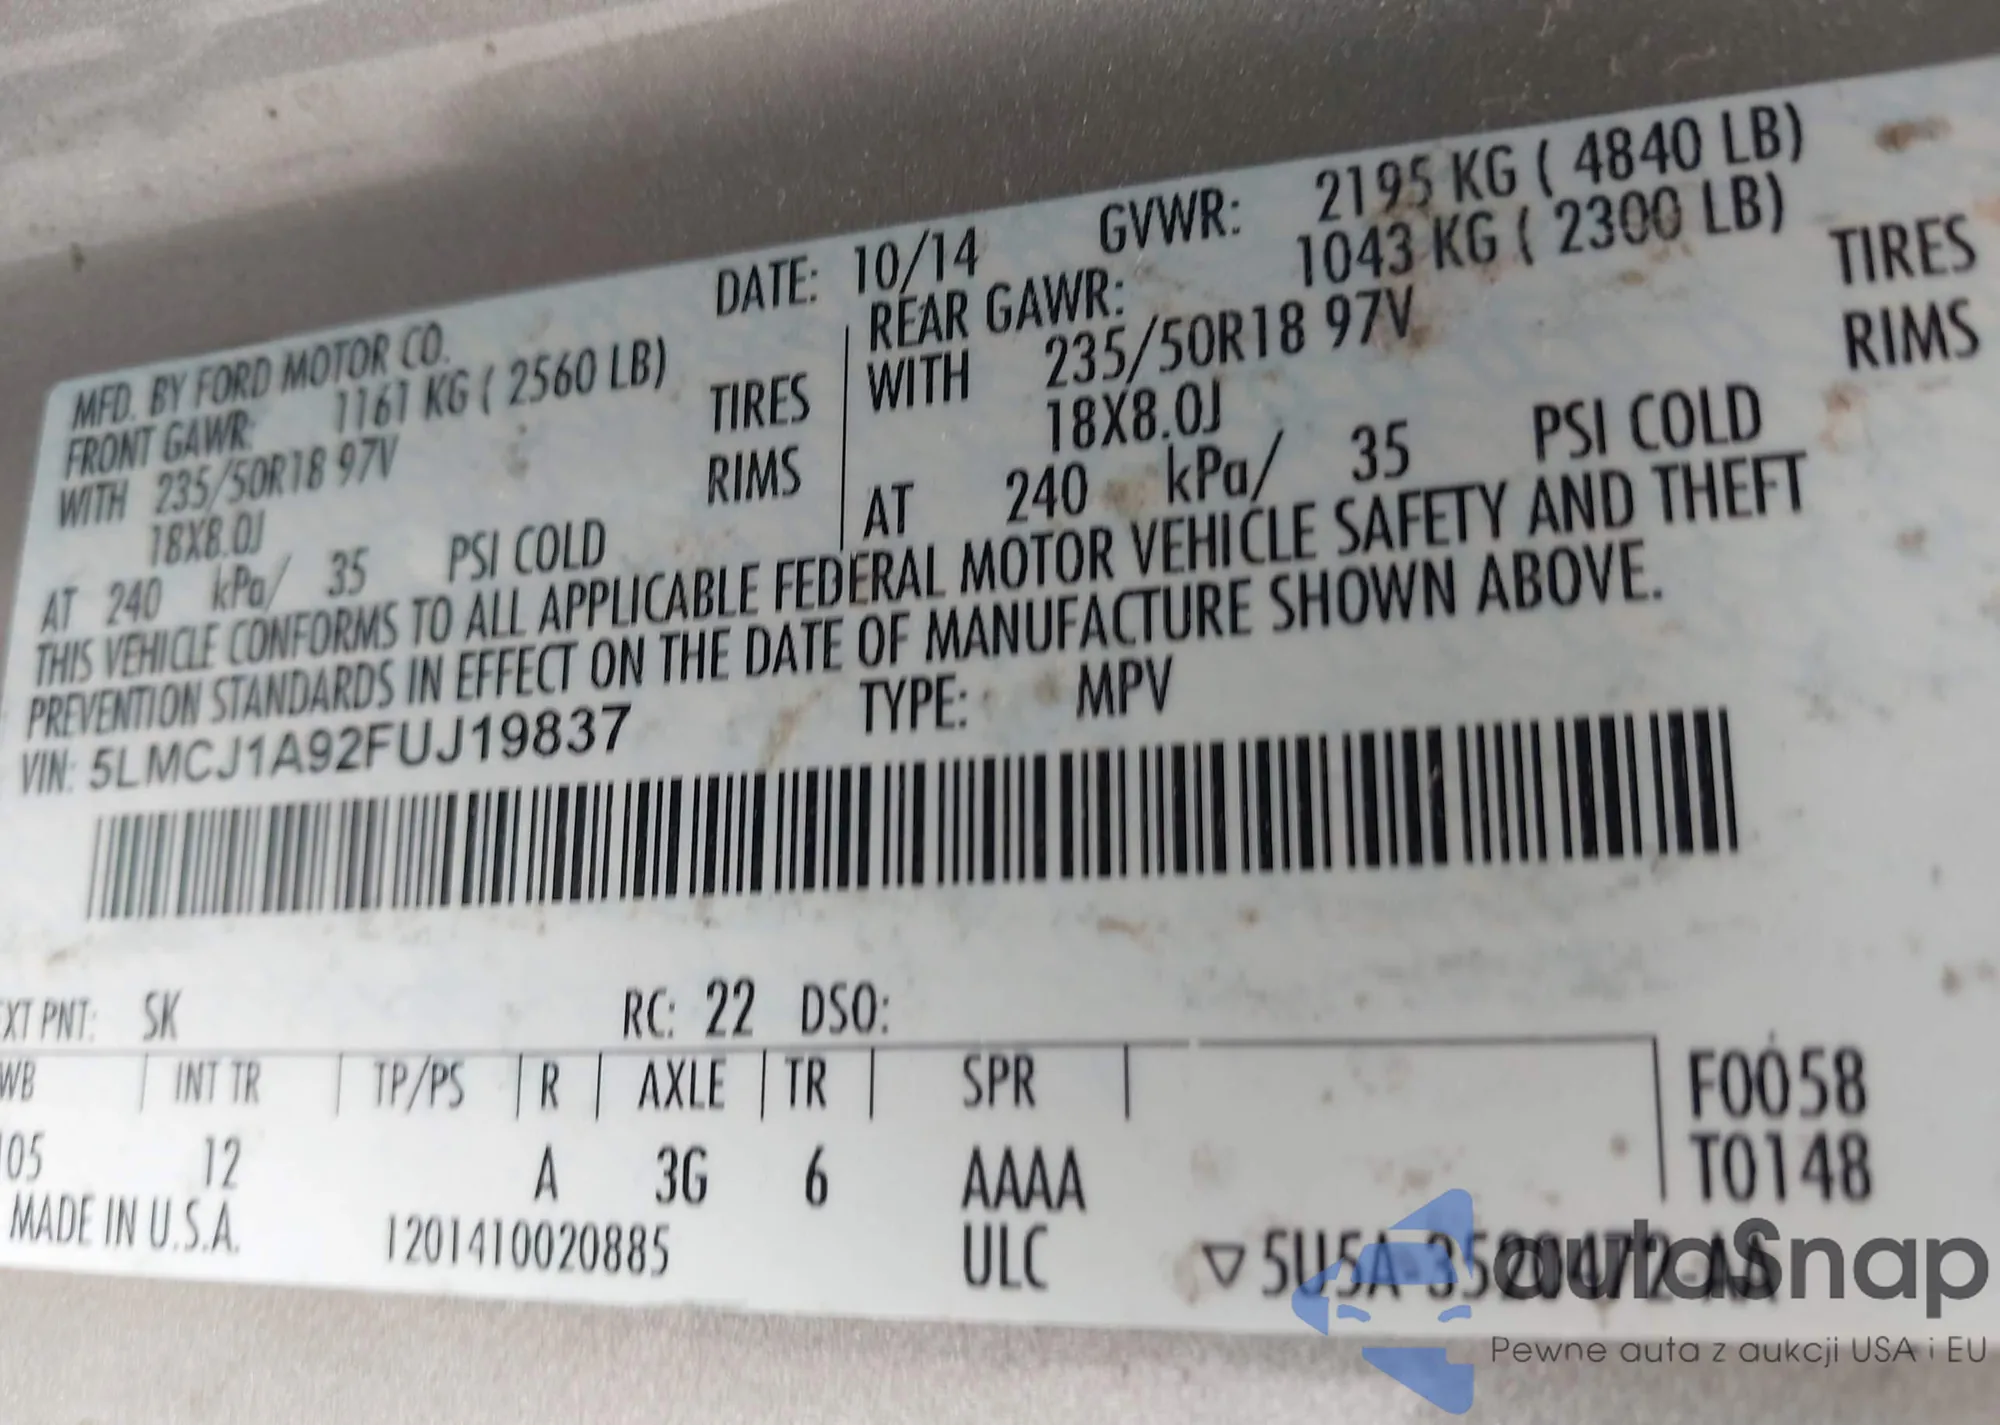 MFD. BY FORD MOTOR CO. DATE: 10/14 GVWR: 2195 KG ( 4840 LB)
FRONT GAWR: 1161 KG ( 2560 LB) REAR GAWR: 1043 KG ( 2300 LB)
WITH 235/50R18 97V TIRES WITH 235/50R18 97V TIRES
18X8.0J RIMS 18X8.0J RIMS
AT 240 kPa/ 35 PSI COLD AT 240 kPa/ 35 PSI COLD
THIS VEHICLE CONFORMS TO ALL APPLICABLE FEDERAL MOTOR VEHICLE SAFETY AND THEFT
PREVENTION STANDARDS IN EFFECT ON THE DATE OF MANUFACTURE SHOWN ABOVE.
VIN: 5LMCJ1A92FUJ19837 TYPE: MPV
EXT PNT: SK RC: 22 DSO:
WB INT TR TP/PS R AXLE TR SPR F0058
105 12 A 3G 6 AAAA T0148
MADE IN U.S.A. 1201410020885 ULC ▽5U5A-3520472-AA
autoSnap
Pewne auta z aukcji USA i EU